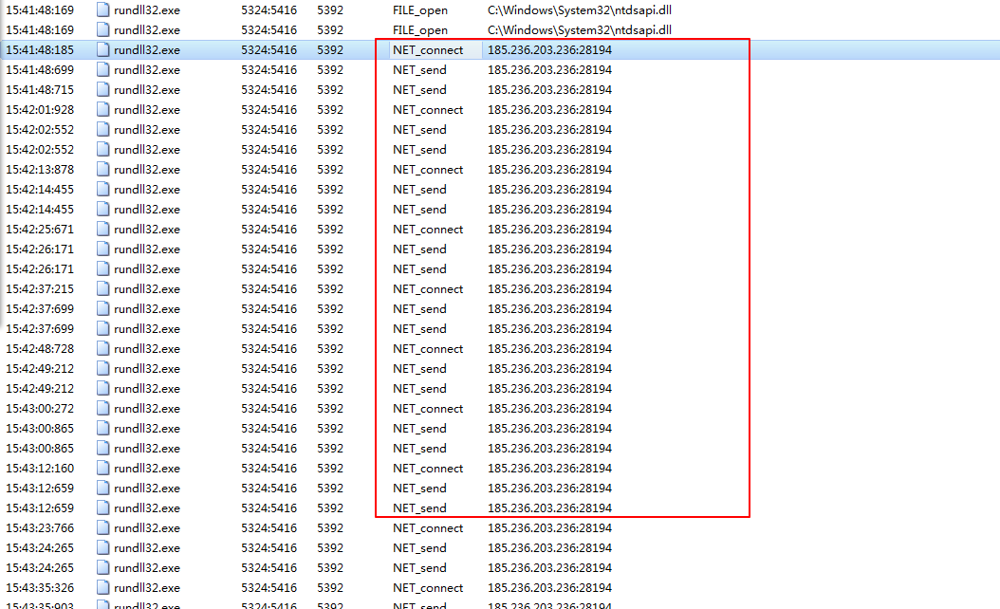 15:41:48:169 rundll32.exe 5324:5416 5392 FILE_open C:\Windows\System32\ntdsapi.dll
15:41:48:169 rundll32.exe 5324:5416 5392 FILE_open C:\Windows\System32\ntdsapi.dll
15:41:48:185 rundll32.exe 5324:5416 5392 NET_connect 185.236.203.236:28194
15:41:48:699 rundll32.exe 5324:5416 5392 NET_send 185.236.203.236:28194
15:41:48:715 rundll32.exe 5324:5416 5392 NET_send 185.236.203.236:28194
15:42:01:928 rundll32.exe 5324:5416 5392 NET_connect 185.236.203.236:28194
15:42:02:552 rundll32.exe 5324:5416 5392 NET_send 185.236.203.236:28194
15:42:02:552 rundll32.exe 5324:5416 5392 NET_send 185.236.203.236:28194
15:42:13:878 rundll32.exe 5324:5416 5392 NET_connect 185.236.203.236:28194
15:42:14:455 rundll32.exe 5324:5416 5392 NET_send 185.236.203.236:28194
15:42:14:455 rundll32.exe 5324:5416 5392 NET_send 185.236.203.236:28194
15:42:25:671 rundll32.exe 5324:5416 5392 NET_connect 185.236.203.236:28194
15:42:26:171 rundll32.exe 5324:5416 5392 NET_send 185.236.203.236:28194
15:42:26:171 rundll32.exe 5324:5416 5392 NET_send 185.236.203.236:28194
15:42:37:215 rundll32.exe 5324:5416 5392 NET_connect 185.236.203.236:28194
15:42:37:699 rundll32.exe 5324:5416 5392 NET_send 185.236.203.236:28194
15:42:37:699 rundll32.exe 5324:5416 5392 NET_send 185.236.203.236:28194
15:42:48:728 rundll32.exe 5324:5416 5392 NET_connect 185.236.203.236:28194
15:42:49:212 rundll32.exe 5324:5416 5392 NET_send 185.236.203.236:28194
15:42:49:212 rundll32.exe 5324:5416 5392 NET_send 185.236.203.236:28194
15:43:00:272 rundll32.exe 5324:5416 5392 NET_connect 185.236.203.236:28194
15:43:00:865 rundll32.exe 5324:5416 5392 NET_send 185.236.203.236:28194
15:43:00:865 rundll32.exe 5324:5416 5392 NET_send 185.236.203.236:28194
15:43:12:160 rundll32.exe 5324:5416 5392 NET_connect 185.236.203.236:28194
15:43:12:659 rundll32.exe 5324:5416 5392 NET_send 185.236.203.236:28194
15:43:12:659 rundll32.exe 5324:5416 5392 NET_send 185.236.203.236:28194
15:43:23:766 rundll32.exe 5324:5416 5392 NET_connect 185.236.203.236:28194
15:43:24:265 rundll32.exe 5324:5416 5392 NET_send 185.236.203.236:28194
15:43:24:265 rundll32.exe 5324:5416 5392 NET_send 185.236.203.236:28194
15:43:35:326 rundll32.exe 5324:5416 5392 NET_connect 185.236.203.236:28194
15:43:35:903 rundll32.exe 5324:5416 5392 NET_send 185.236.203.236:28194